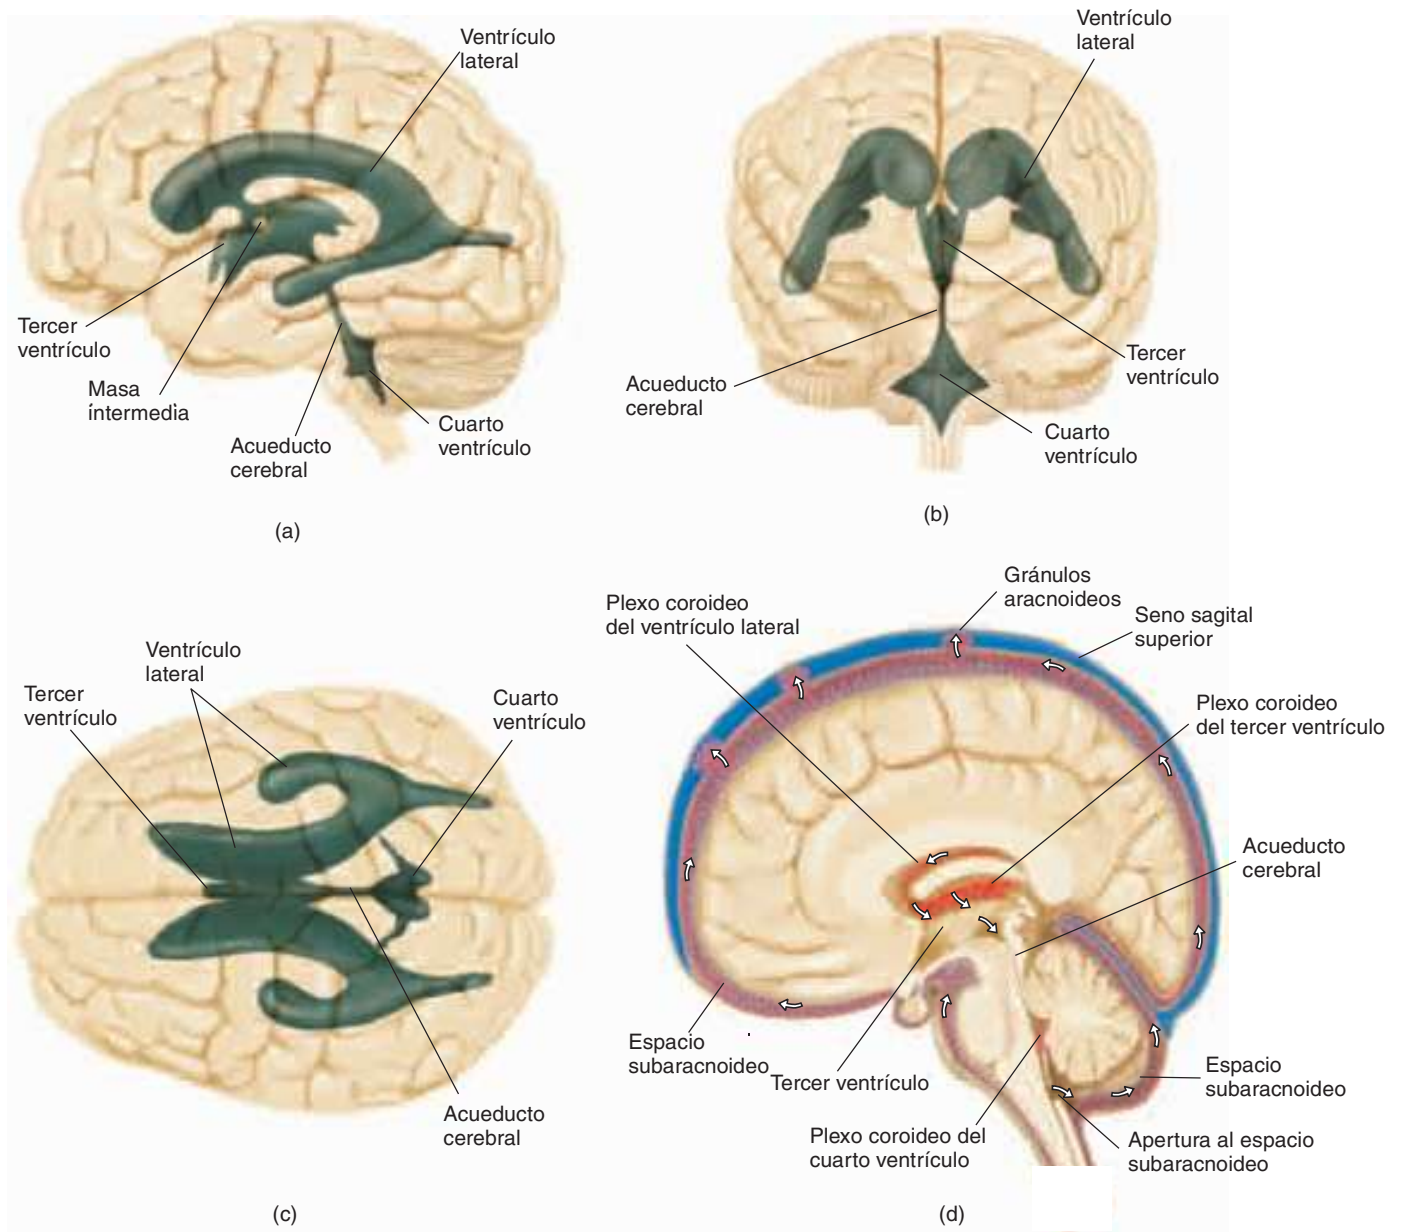 Ventrículo
lateral
Tercer
ventrículo
Masa
intermedia
Acueducto
cerebral
Cuarto
ventrículo
(a)
Ventrículo
lateral
Acueducto
cerebral
Tercer
ventrículo
Cuarto
ventrículo
(b)
Ventrículo
lateral
Tercer
ventrículo
Cuarto
ventrículo
Acueducto
cerebral
(c)
Gránulos
aracnoideos
Plexo coroideo
del ventrículo lateral
Seno sagital
superior
Plexo coroideo
del tercer ventrículo
Acueducto
cerebral
Espacio
subaracnoideo
Tercer ventrículo
Espacio
subaracnoideo
Plexo coroideo del
cuarto ventrículo
Apertura al espacio
subaracnoideo
(d)